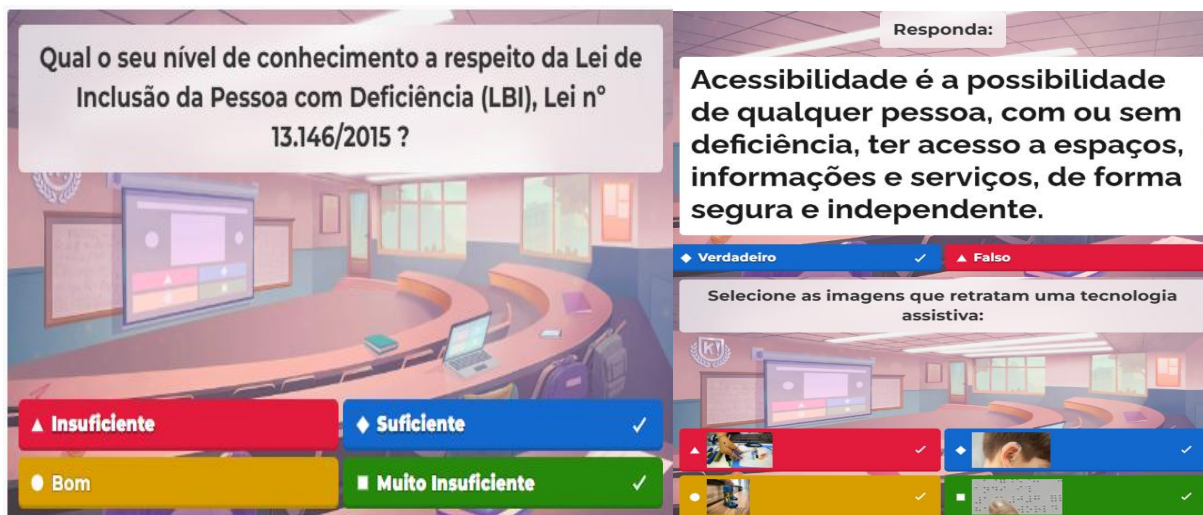 Qual o seu nível de conhecimento a respeito da Lei de
Inclusão da Pessoa com Deficiência (LBI), Lei n°
13.146/2015 ?
Insuficiente
Suficiente
Bom
Muito Insuficiente
Responda:
Acessibilidade é a possibilidade
de qualquer pessoa, com ou sem
deficiência, ter acesso a espaços,
informações e serviços, de forma
segura e independente.
Verdadeiro
Falso
Selecione as imagens que retratam uma tecnologia
assistiva:
K!